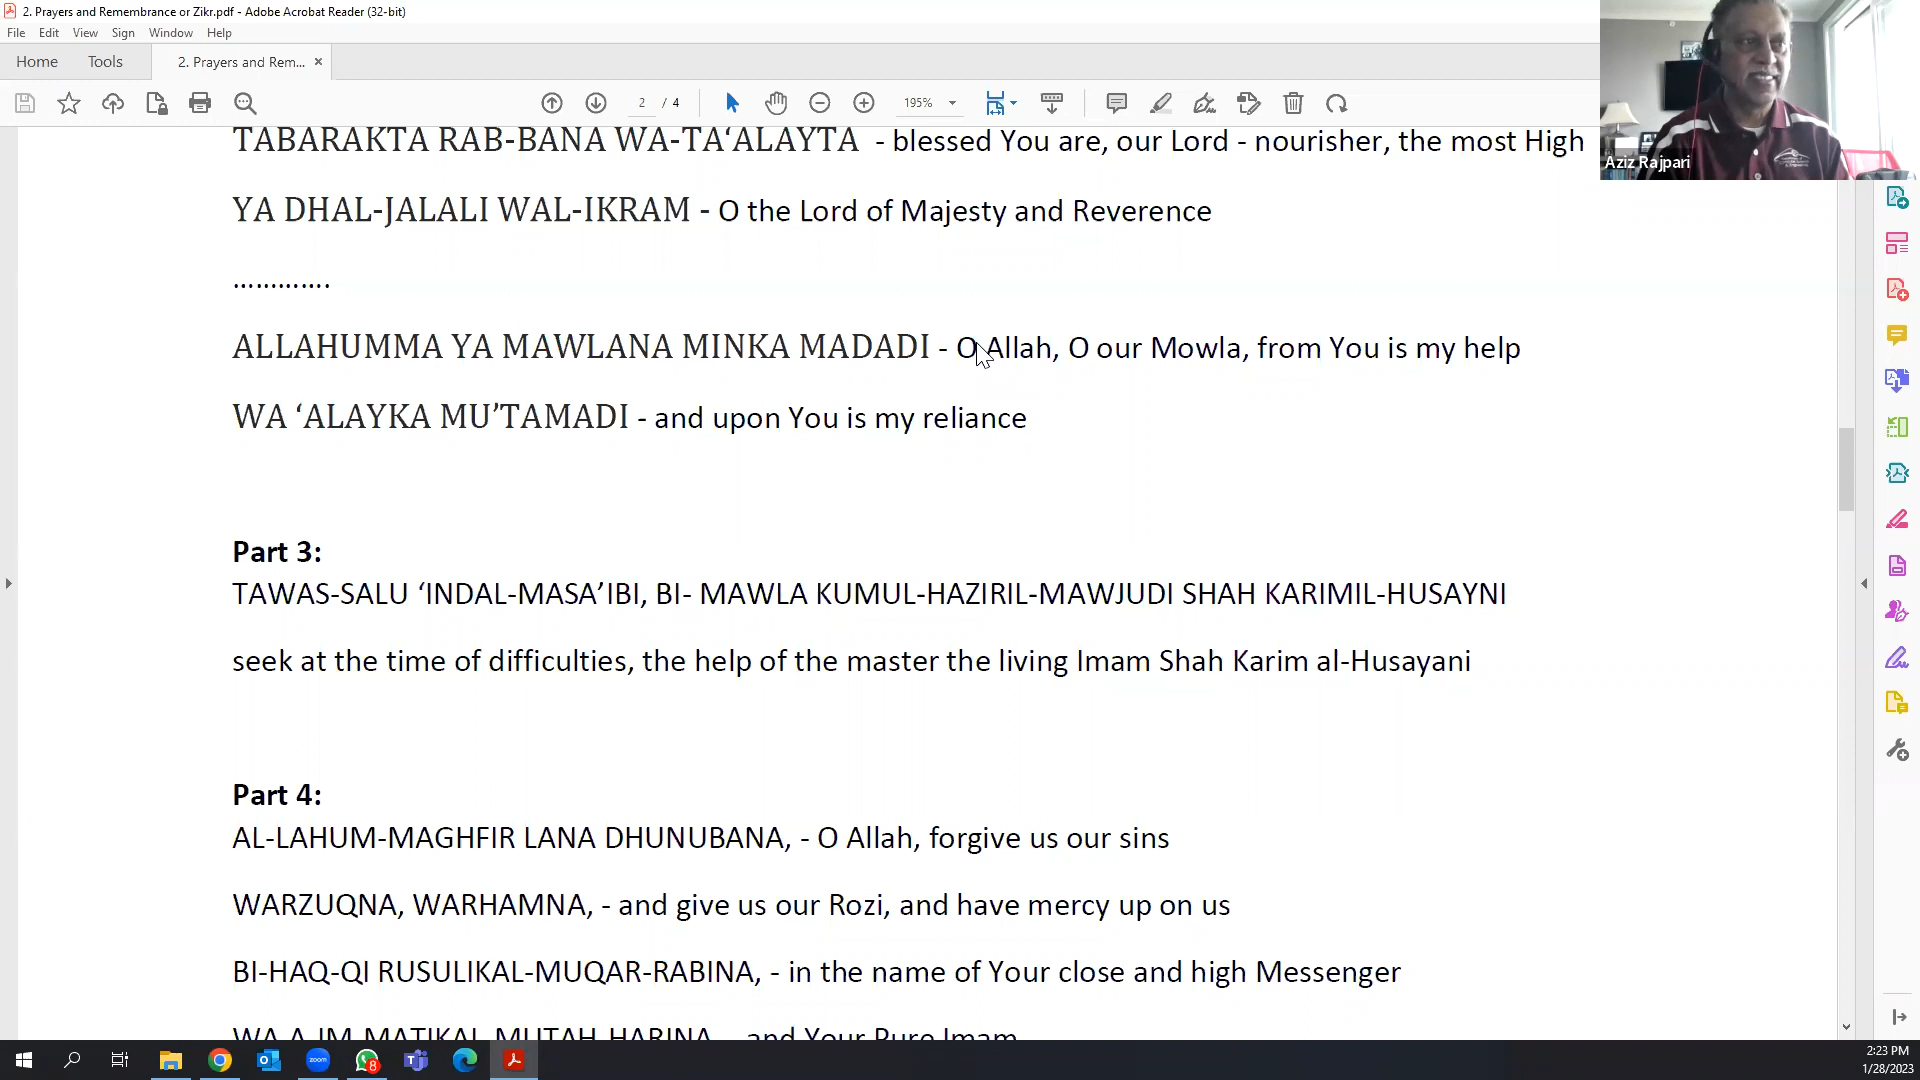 2. Prayers and Remembrance or Zikr.pdf - Adobe Acrobat Reader (32-bit)
File Edit View Sign Window Help
Home Tools 2. Prayers and Rem... ×
2 / 4 195%
Aziz Rajpari
TABARAKTA RAB-BANA WA-TA‘ALAYTA - blessed You are, our Lord - nourisher, the most High
YA DHAL-JALALI WAL-IKRAM - O the Lord of Majesty and Reverence
.............
ALLAHUMMA YA MAWLANA MINKA MADADI - O Allah, O our Mowla, from You is my help
WA ‘ALAYKA MU’TAMADI - and upon You is my reliance
Part 3:
TAWAS-SALU ‘INDAL-MASA’IBI, BI- MAWLA KUMUL-HAZIRIL-MAWJUDI SHAH KARIMIL-HUSAYNI
seek at the time of difficulties, the help of the master the living Imam Shah Karim al-Husayani
Part 4:
AL-LAHUM-MAGHFIR LANA DHUNUBANA, - O Allah, forgive us our sins
WARZUQNA, WARHAMNA, - and give us our Rozi, and have mercy up on us
BI-HAQ-QI RUSULIKAL-MUQAR-RABINA, - in the name of Your close and high Messenger
WA A-IM-MATIKAL-MUTAH-HARINA, - and Your Pure Imam
zoom 8
2:23 PM
1/28/2023